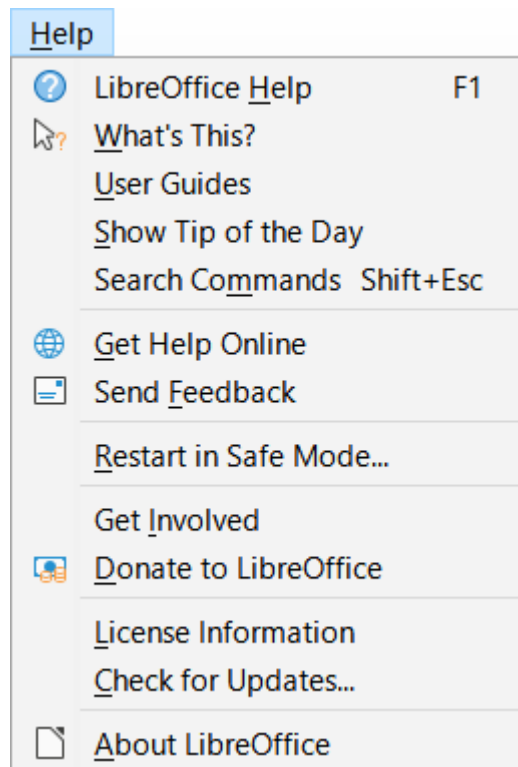 Help
LibreOffice Help F1
What's This?
User Guides
Show Tip of the Day
Search Commands Shift+Esc
Get Help Online
Send Feedback
Restart in Safe Mode...
Get Involved
Donate to LibreOffice
License Information
Check for Updates...
About LibreOffice